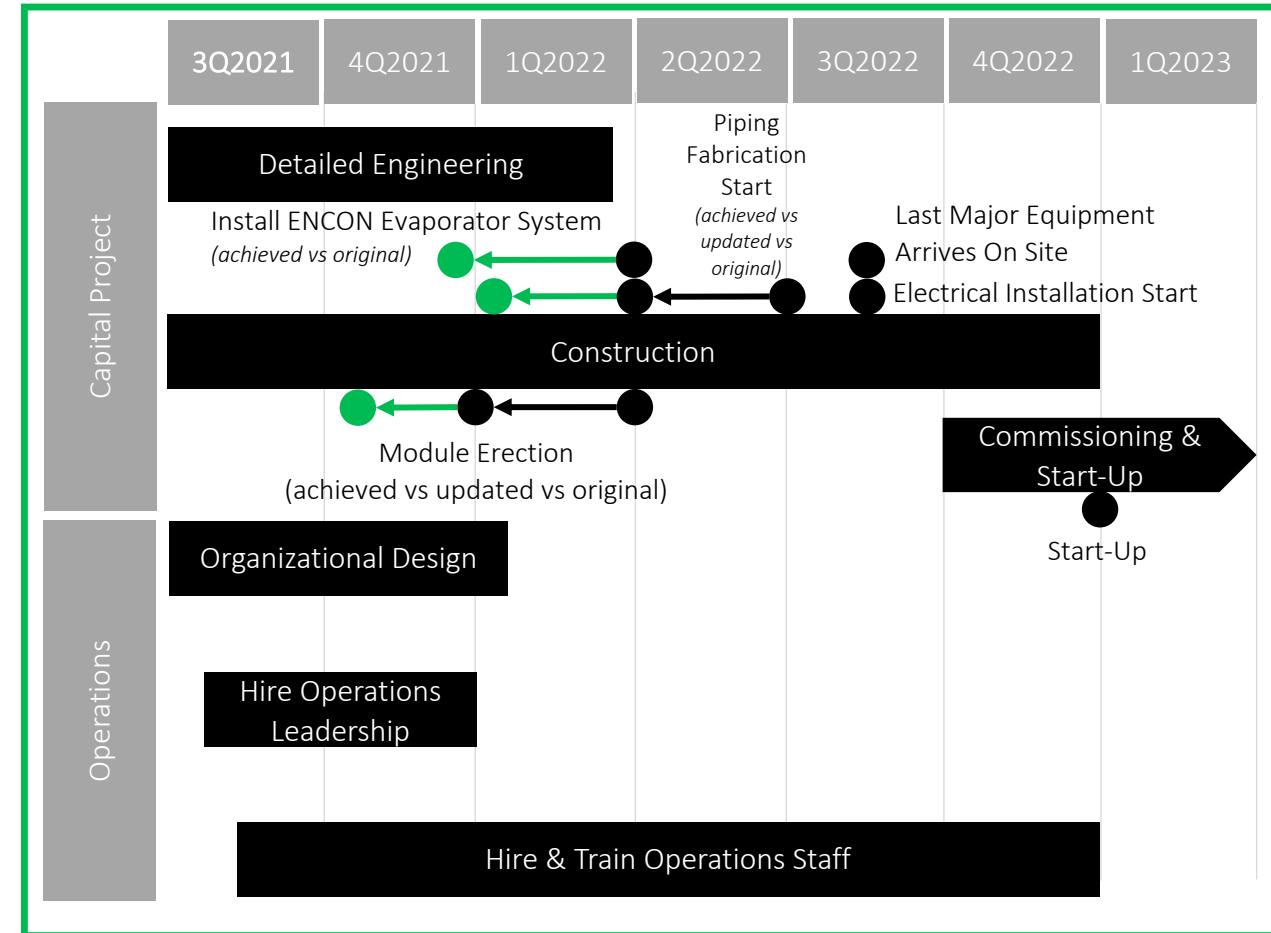 3Q2021
4Q2021
1Q2022
2Q2022
3Q2022
4Q2022
1Q2023
Capital Project
Detailed Engineering
Piping
Fabrication
Start
(achieved vs
updated vs
original)
Install ENCON Evaporator System
(achieved vs original)
Last Major Equipment
Arrives On Site
Electrical Installation Start
Construction
Module Erection
(achieved vs updated vs original)
Commissioning &
Start-Up
Start-Up
Operations
Organizational Design
Hire Operations
Leadership
Hire & Train Operations Staff